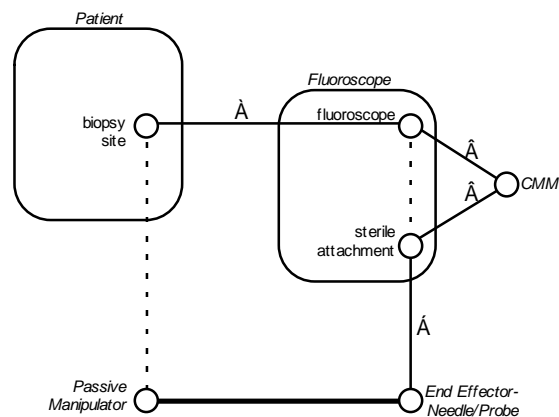 Patient
Fluoroscope
biopsy
site
À
fluoroscope
Â
CMM
Â
sterile
attachment
Á
Passive
Manipulator
End Effector-
Needle/Probe